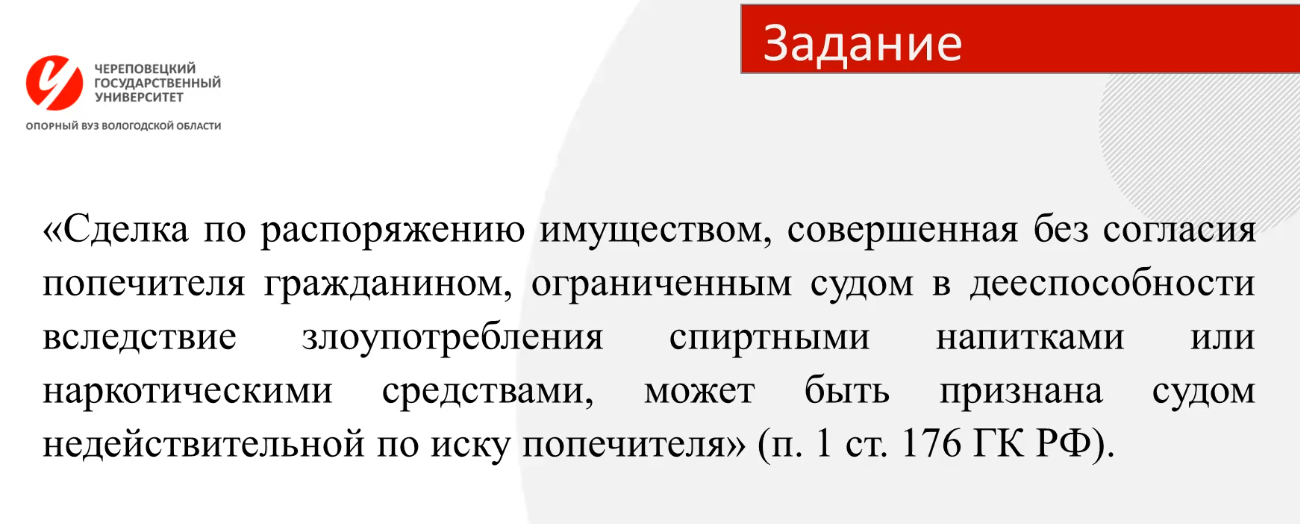 Задание
ЧЕРЕПОВЕЦКИЙ
ГОСУДАРСТВЕННЫЙ
УНИВЕРСИТЕТ
ОПОРНЫЙ ВУЗ ВОЛОГОДСКОЙ ОБЛАСТИ
«Сделка по распоряжению имуществом, совершенная без согласия
попечителя гражданином, ограниченным судом в дееспособности
вследствие злоупотребления спиртными напитками или
наркотическими средствами, может быть признана судом
недействительной по иску попечителя» (п. 1 ст. 176 ГК РФ).